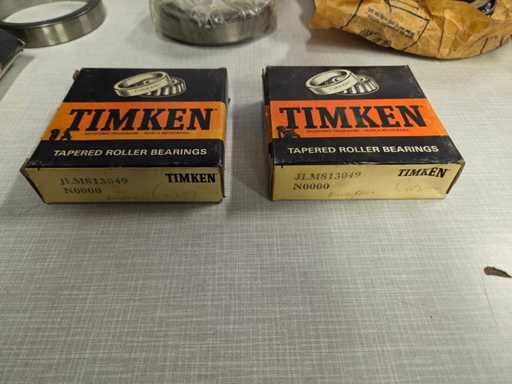 TIMKEN
TAPERED ROLLER BEARINGS
JLM813049
N0000
TIMKEN
TIMKEN
TAPERED ROLLER BEARINGS
JLM813049
N0000
TIMKEN